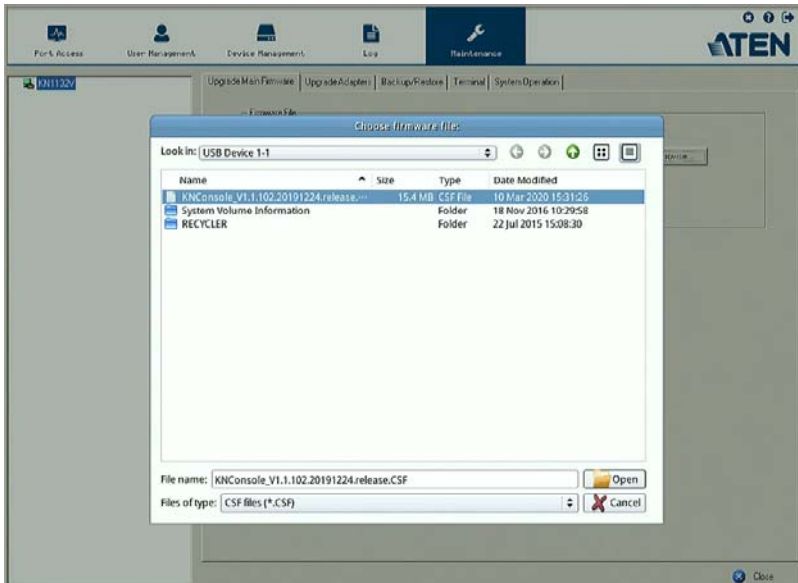 Port Access User Management Device Management Log Maintenance
ATEN
KN1132V
Upgrade Main Firmware Upgrade Adapters Backup/Restore Terminal System Operation
Firmware File
Choose firmware file:
Look in: USB Device 1-1
Name Size Type Date Modified
KNConsole_V1.1.102.20191224.release.… 15.4 MB CSF File 10 Mar 2020 15:31:26
System Volume Information Folder 18 Nov 2016 10:29:58
RECYCLER Folder 22 Jul 2015 15:08:30
File name: KNConsole_V1.1.102.20191224.release.CSF Open
Files of type: CSF files (*.CSF) Cancel
Close